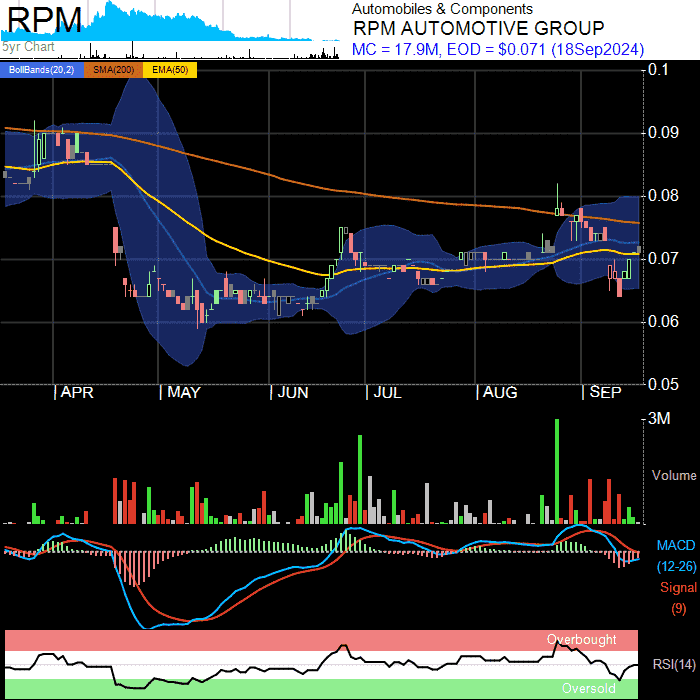 RPM
5yr Chart
Automobiles & Components
RPM AUTOMOTIVE GROUP
MC = 17.9M, EOD = $0.071 (18Sep2024)
BollBands(20,2) SMA(200) EMA(50)
0.1
0.09
0.08
0.07
0.06
0.05
APR MAY JUN JUL AUG SEP
3M
Volume
MACD
(12-26)
Signal
(9)
Overbought
RSI(14)
Oversold